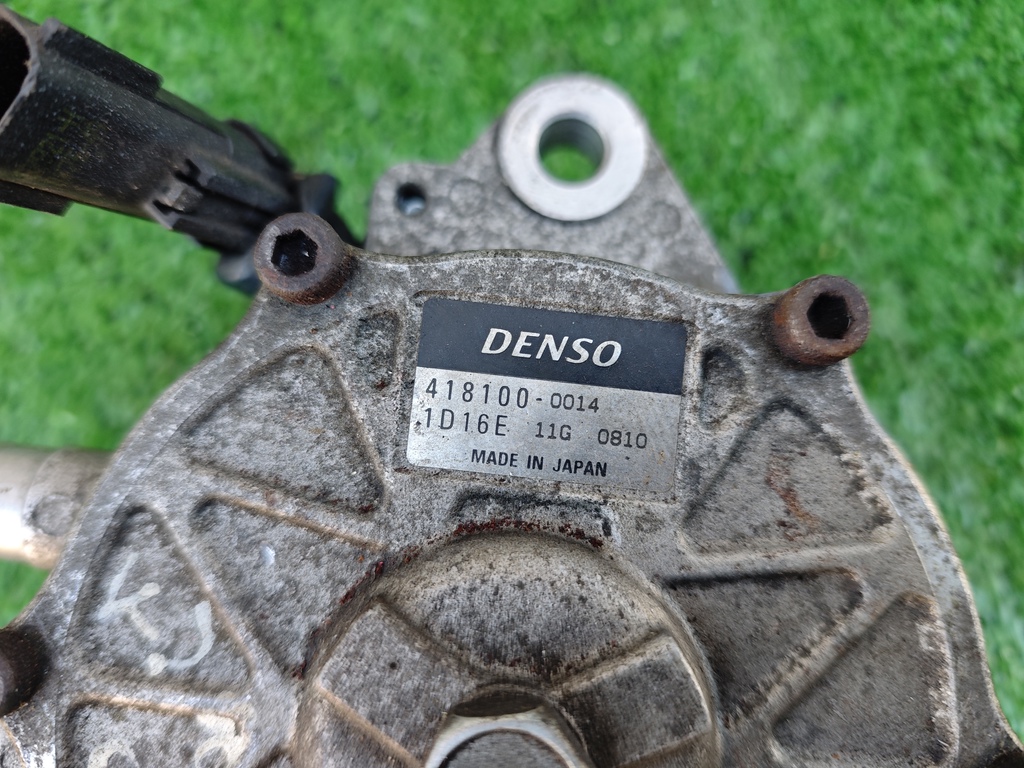 DENSO
418100-0014
1D16E 11G 0810
MADE IN JAPAN